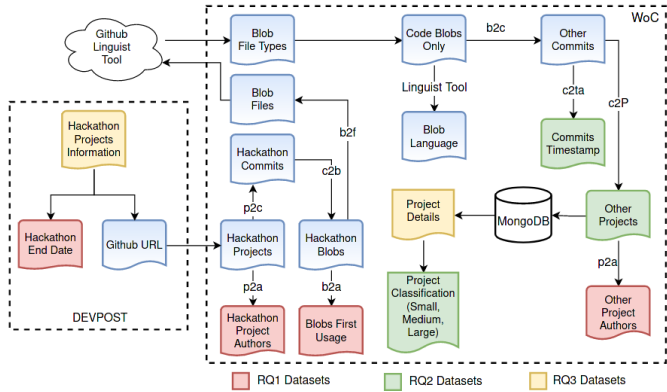 WoC
Github
Linguist
Tool
Blob
File Types
Code Blobs
Only
b2c
Other
Commits
Linguist Tool
c2ta
c2P
Blob
Files
b2f
Hackathon
Projects
Information
Hackathon
Commits
c2b
Blob
Language
Commits
Timestamp
p2c
Hackathon
End Date
Github URL
Hackathon
Projects
Hackathon
Blobs
Project
Details
MongoDB
Other
Projects
p2a
b2a
p2a
Hackathon
Project
Authors
Blobs First
Usage
Project
Classification
(Small,
Medium,
Large)
Other
Project
Authors
DEVPOST
RQ1 Datasets
RQ2 Datasets
RQ3 Datasets